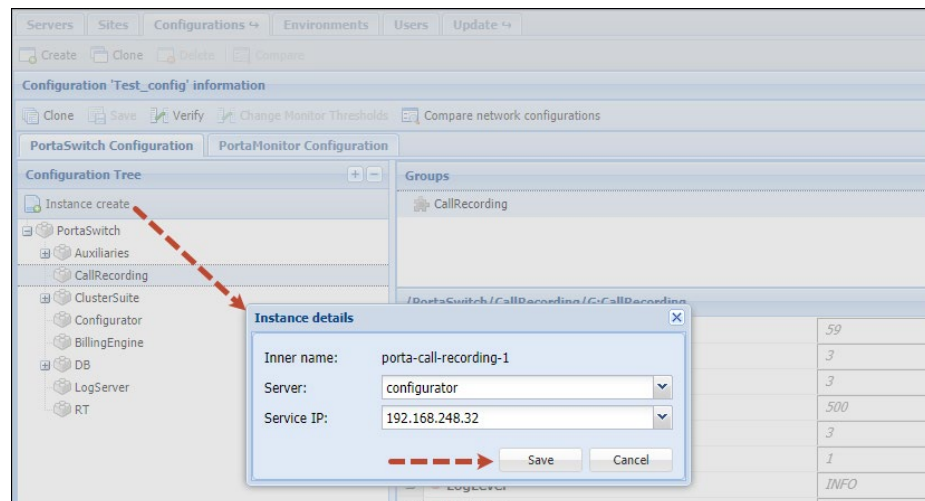 Servers Sites Configurations ↪ Environments Users Update ↪
Create Clone Delete Compare
Configuration 'Test_config' information
Clone Save Verify Change Monitor Thresholds Compare network configurations
PortaSwitch Configuration PortaMonitor Configuration
Configuration Tree + −
Groups
Instance create
CallRecording
PortaSwitch
Auxiliaries
CallRecording
ClusterSuite
Configurator
BillingEngine
DB
LogServer
RT
/PortaSwitch/CallRecording/G:CallRecording
Instance details
Inner name: porta-call-recording-1
Server: configurator
Service IP: 192.168.248.32
Save Cancel
59
3
3
500
3
1
LogLevel INFO